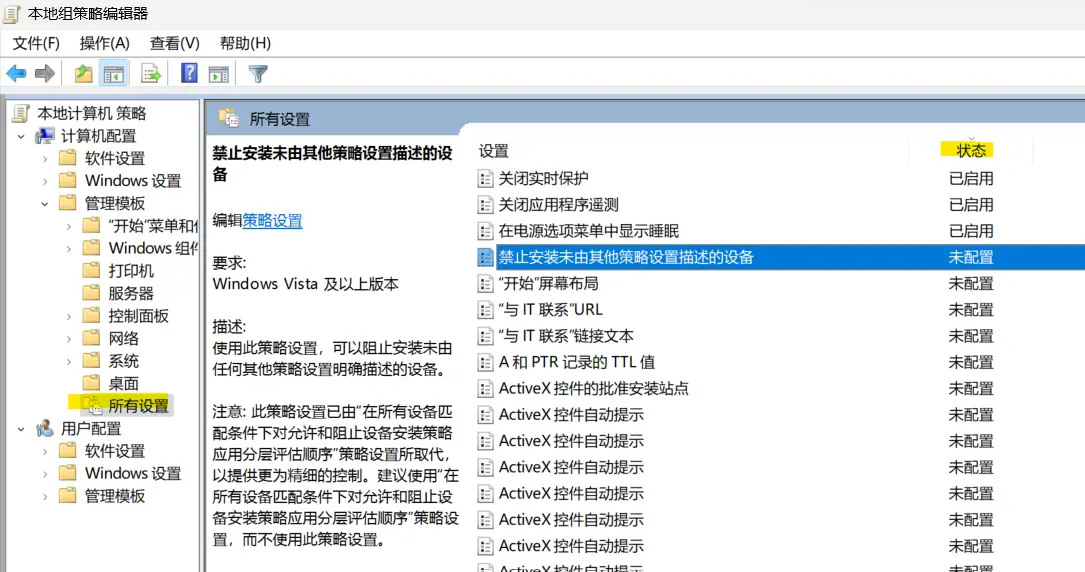 本地组策略编辑器
文件(F) 操作(A) 查看(V) 帮助(H)
本地计算机 策略
计算机配置
软件设置
Windows 设置
管理模板
“开始”菜单和
Windows 组件
打印机
服务器
控制面板
网络
系统
桌面
所有设置
用户配置
软件设置
Windows 设置
管理模板
所有设置
禁止安装未由其他策略设置描述的设
备
编辑策略设置
要求:
Windows Vista 及以上版本
描述:
使用此策略设置，可以阻止安装未由
任何其他策略设置明确描述的设备。
注意: 此策略设置已由“在所有设备匹
配条件下对允许和阻止设备安装策略
应用分层评估顺序”策略设置所取代，
以提供更为精细的控制。建议使用“在
所有设备匹配条件下对允许和阻止设
备安装策略应用分层评估顺序”策略设
置，而不使用此策略设置。
设置 状态
关闭实时保护 已启用
关闭应用程序遥测 已启用
在电源选项菜单中显示睡眠 已启用
禁止安装未由其他策略设置描述的设备 未配置
“开始”屏幕布局 未配置
“与 IT 联系”URL 未配置
“与 IT 联系”链接文本 未配置
A 和 PTR 记录的 TTL 值 未配置
ActiveX 控件的批准安装站点 未配置
ActiveX 控件自动提示 未配置
ActiveX 控件自动提示 未配置
ActiveX 控件自动提示 未配置
ActiveX 控件自动提示 未配置
ActiveX 控件自动提示 未配置
ActiveX 控件自动提示 未配置
ActiveX 控件自动提示 未配置